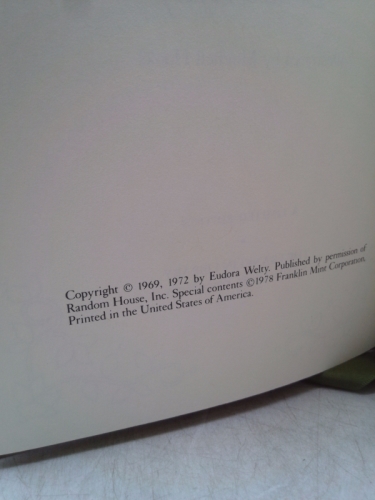 Copyright © 1969, 1972 by Eudora Welty. Published by permission of
Random House, Inc. Special contents ©1978 Franklin Mint Corporation.
Printed in the United States of America.